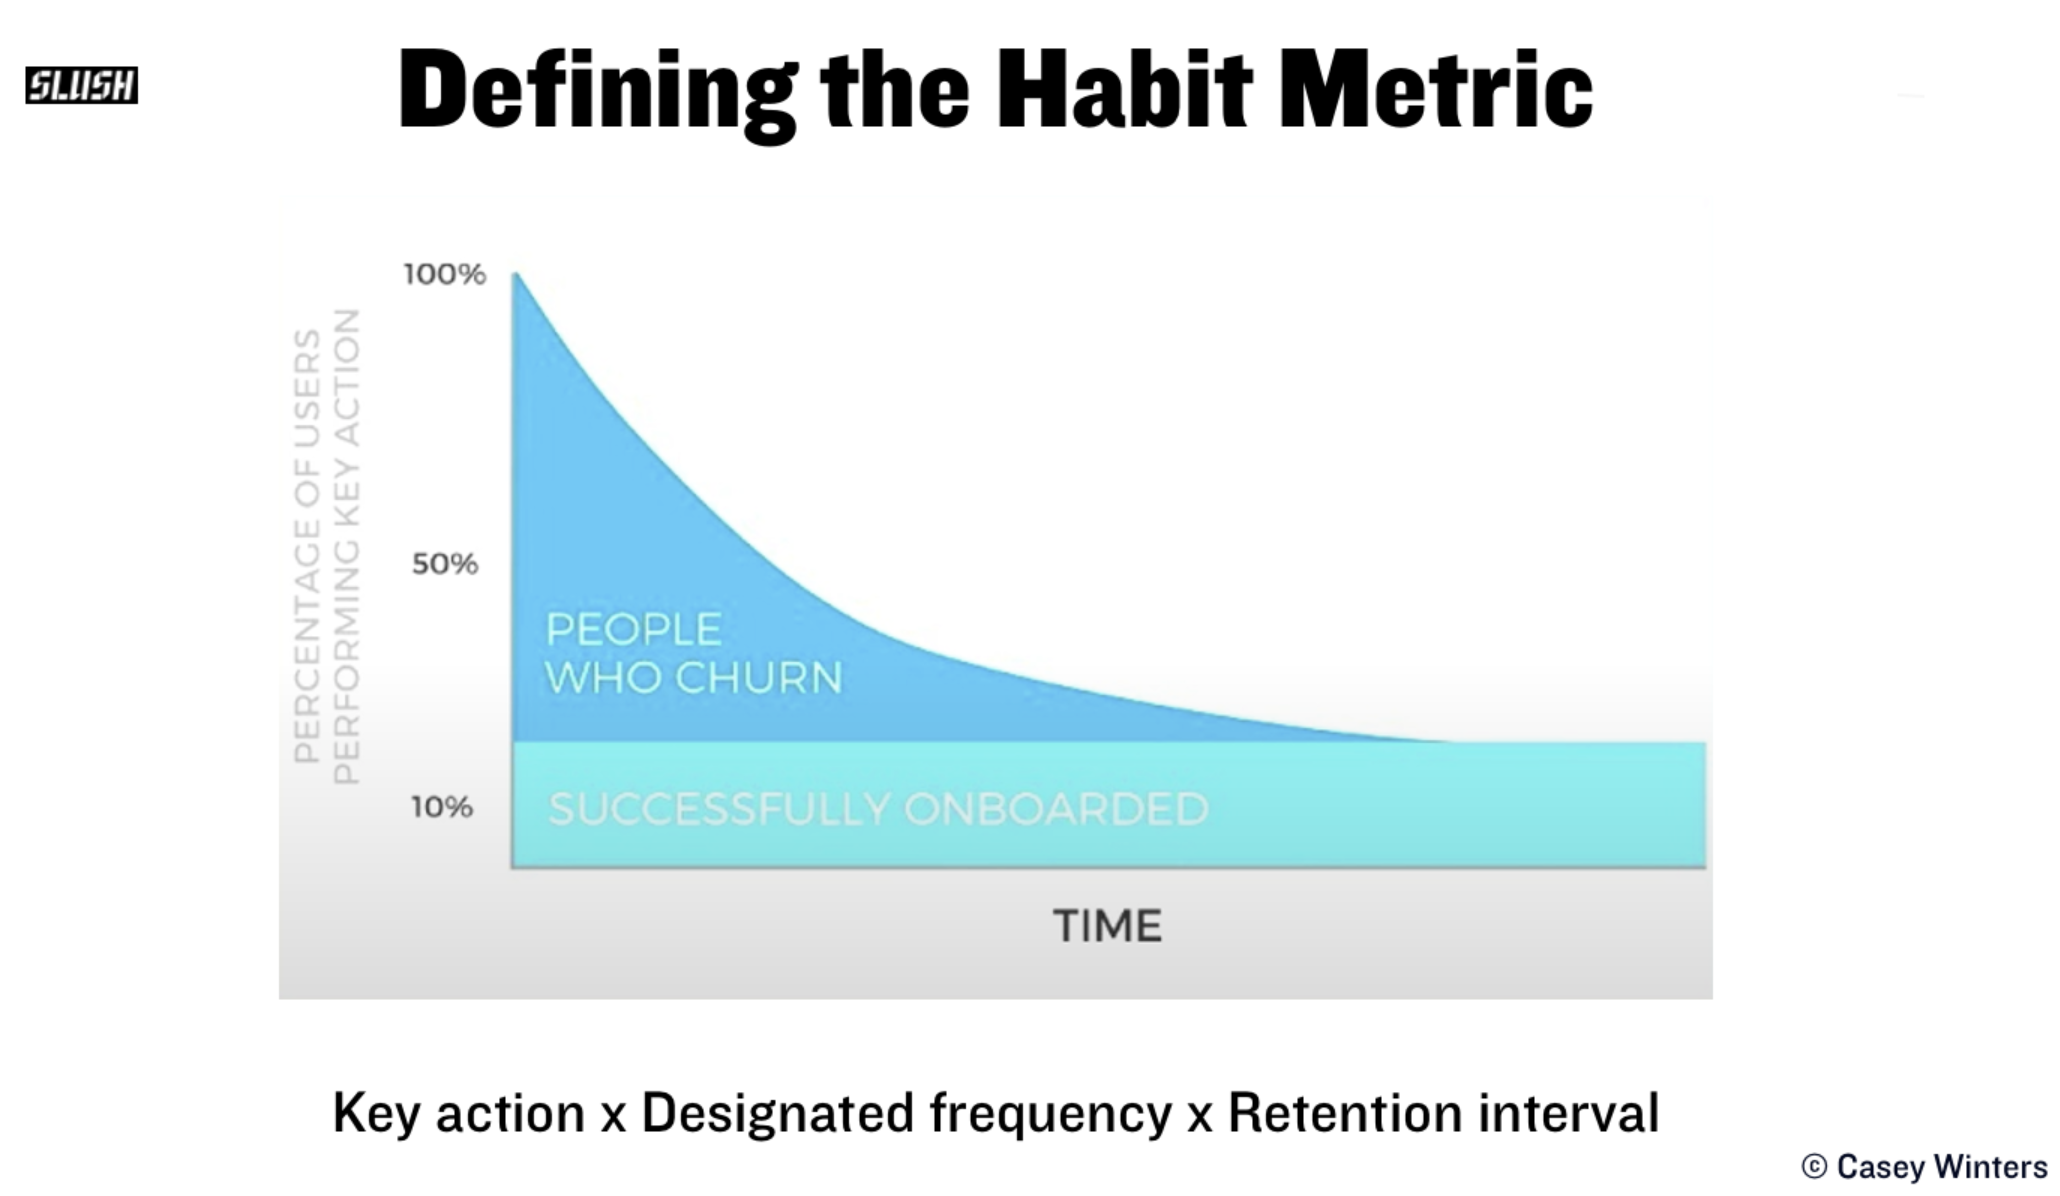 SLUSH
Defining the Habit Metric
PERCENTAGE OF USERS
PERFORMING KEY ACTION
100%
50%
10%
PEOPLE
WHO CHURN
SUCCESSFULLY ONBOARDED
TIME
Key action x Designated frequency x Retention interval
© Casey Winters